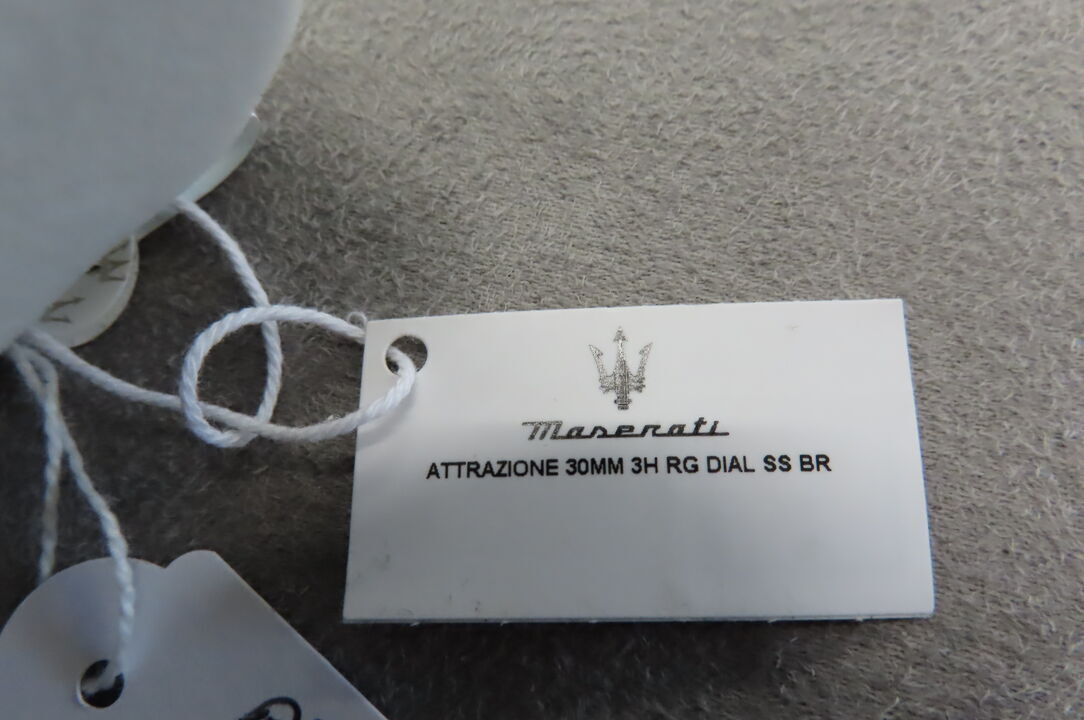 Maserati
ATTRAZIONE 30MM 3H RG DIAL SS BR